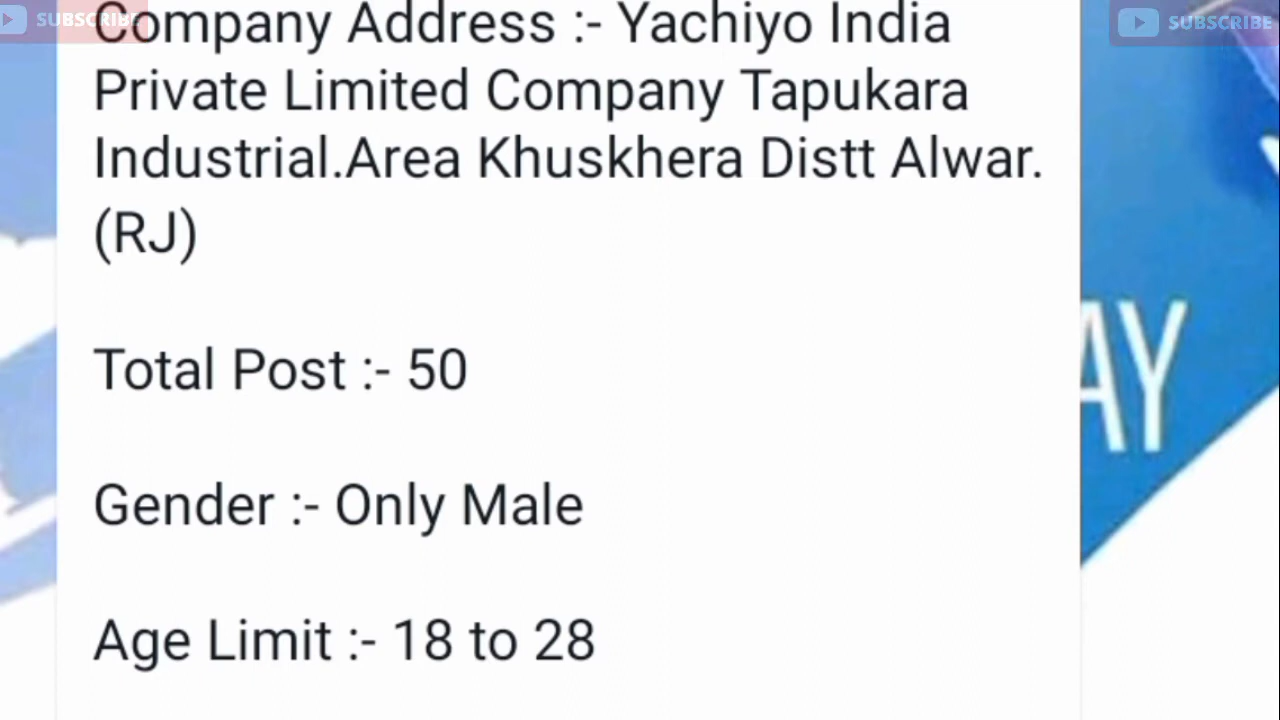 SUBSCRIBE
SUBSCRIBE
Company Address :- Yachiyo India
Private Limited Company Tapukara
Industrial.Area Khuskhera Distt Alwar.
(RJ)
Total Post :- 50
AY
Gender :- Only Male
Age Limit :- 18 to 28